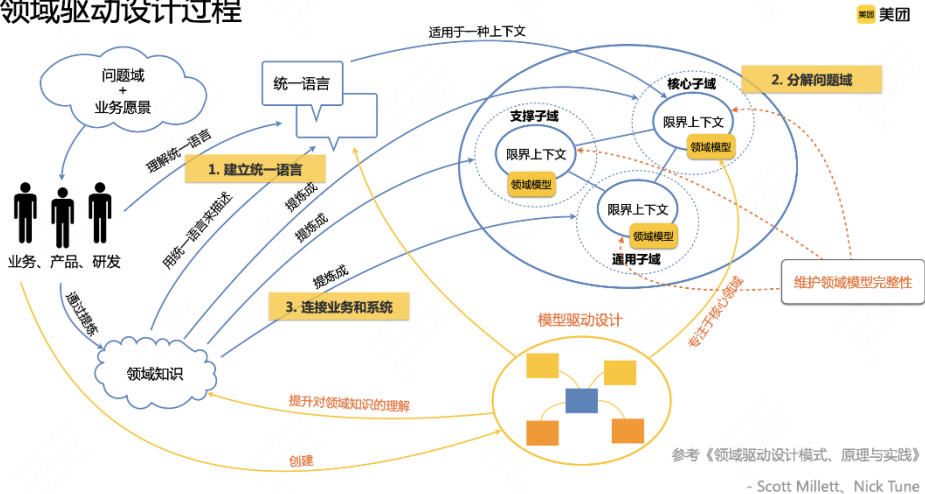 领域驱动设计过程
美团 美团
适用于一种上下文
问题域
+
业务愿景
统一语言
核心子域
2. 分解问题域
支撑子域
限界上下文
领域模型
限界上下文
领域模型
理解统一语言
1. 建立统一语言
提炼成
用统一语言来描述
提炼成
限界上下文
领域模型
通用子域
业务、产品、研发
提炼成
维护领域模型完整性
通过提炼
3. 连接业务和系统
模型驱动设计
专注于核心领域
领域知识
提升对领域知识的理解
创建
参考《领域驱动设计模式、原理与实践》
- Scott Millett、Nick Tune